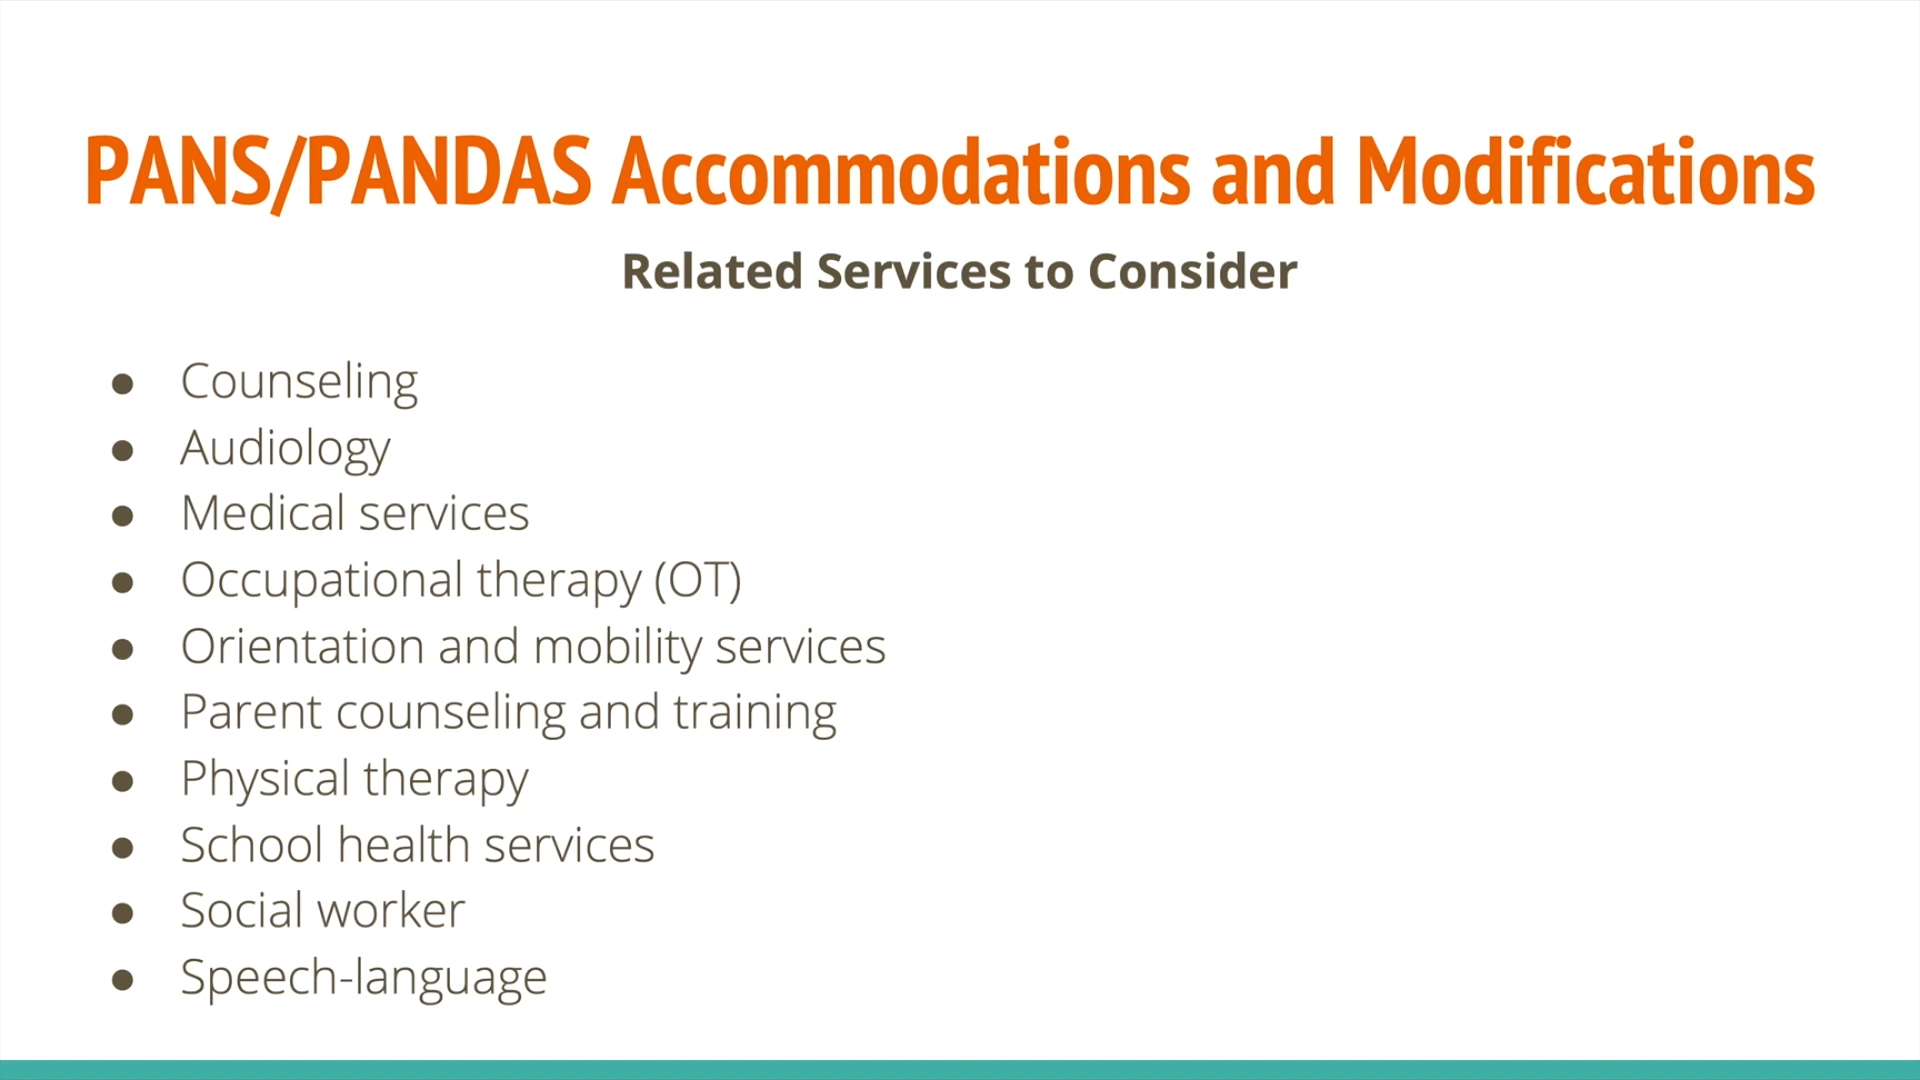 PANS/PANDAS Accommodations and Modifications
Related Services to Consider
● Counseling
● Audiology
● Medical services
● Occupational therapy (OT)
● Orientation and mobility services
● Parent counseling and training
● Physical therapy
● School health services
● Social worker
● Speech-language